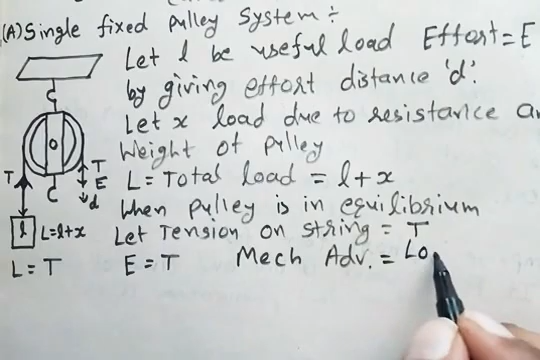 (A) Single fixed pulley System ÷
Let l be useful load Effort = E
by giving effort distance 'd'.
Let x load due to resistance an
Weight of pulley
L = Total load = l + x
When pulley is in equilibrium
Let Tension on string = T
L = T E = T Mech Adv. = Lo
T
T
E
d
l L = l + x